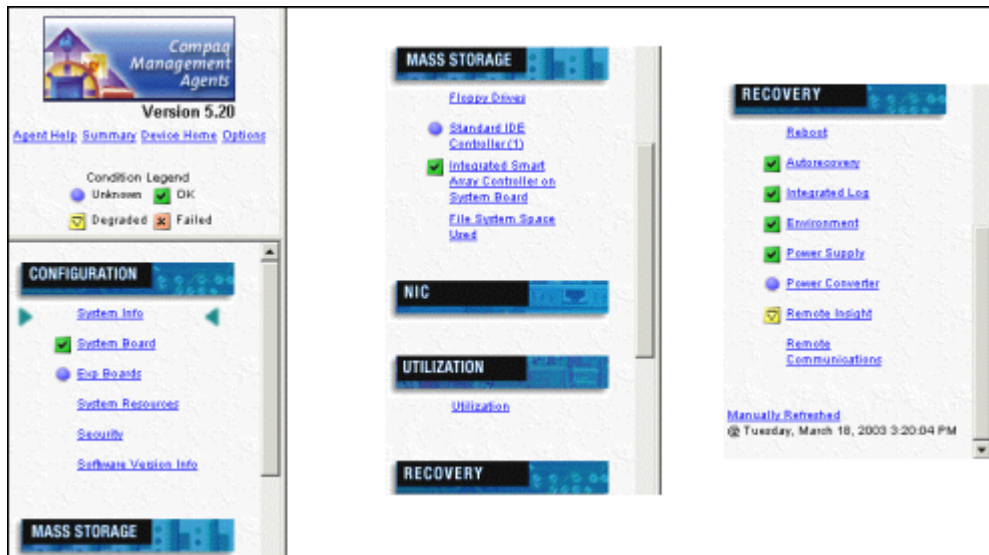 Compaq
Management
Agents
Version 5.20
Agent Help Summary Device Home Options
Condition Legend
Unknown OK
Degraded Failed
CONFIGURATION
System Info
System Board
Exp Boards
System Resources
Security
Software Version Info
MASS STORAGE
MASS STORAGE
Floppy Drives
Standard IDE
Controller (1)
Integrated Smart
Array Controller on
System Board
File System Space
Used
NIC
UTILIZATION
Utilization
RECOVERY
RECOVERY
Reboot
Autorecovery
Integrated Log
Environment
Power Supply
Power Converter
Remote Insight
Remote
Communications
Manually Refreshed
@ Tuesday, March 18, 2003 3:20:04 PM